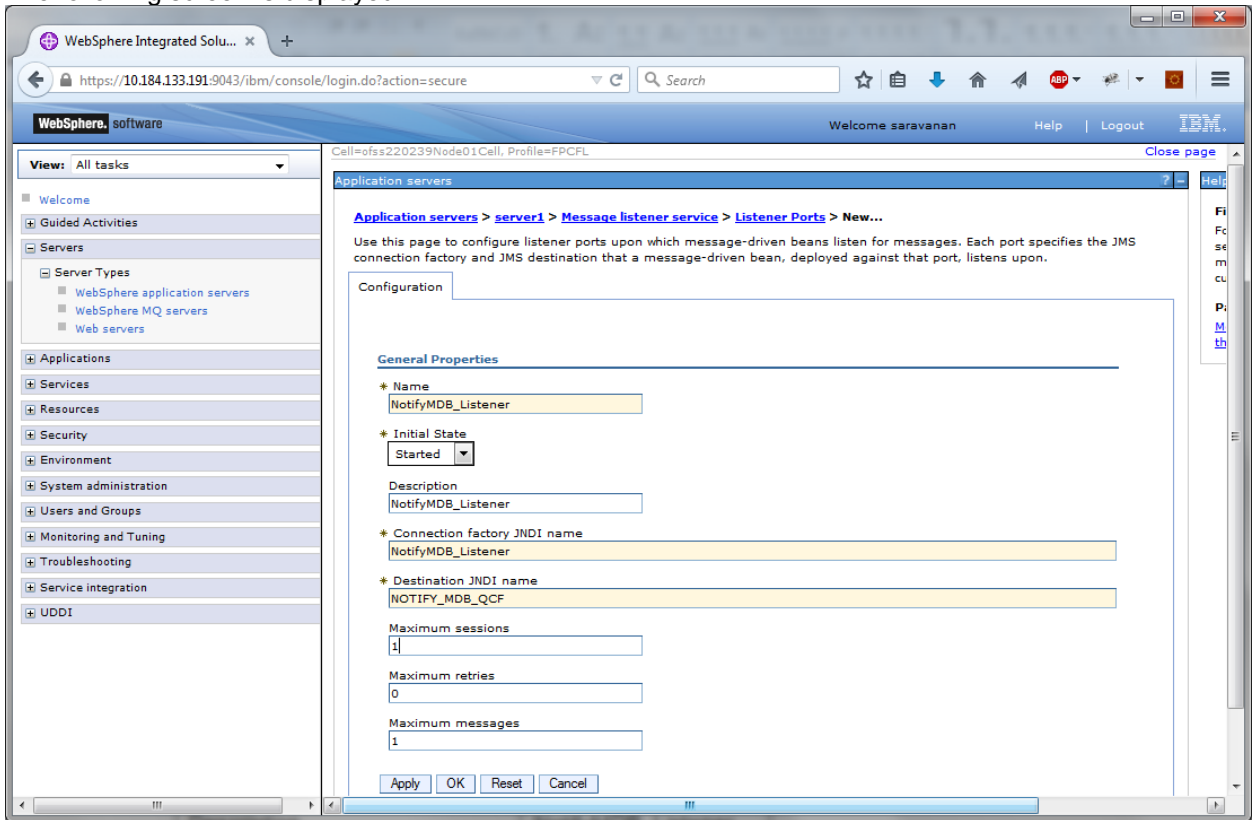 WebSphere Integrated Solu... × +
https://10.184.133.191:9043/ibm/console/login.do?action=secure
Search
ABP
WebSphere. software
Welcome saravanan
Help | Logout
IBM.
View: All tasks
Welcome
Guided Activities
Servers
Server Types
WebSphere application servers
WebSphere MQ servers
Web servers
Applications
Services
Resources
Security
Environment
System administration
Users and Groups
Monitoring and Tuning
Troubleshooting
Service integration
UDDI
Cell=ofss220239Node01Cell, Profile=FPCFL
Close page
Application servers
? –
Help
Application servers > server1 > Message listener service > Listener Ports > New...
Use this page to configure listener ports upon which message-driven beans listen for messages. Each port specifies the JMS
connection factory and JMS destination that a message-driven bean, deployed against that port, listens upon.
Configuration
General Properties
* Name
NotifyMDB_Listener
* Initial State
Started
Description
NotifyMDB_Listener
* Connection factory JNDI name
NotifyMDB_Listener
* Destination JNDI name
NOTIFY_MDB_QCF
Maximum sessions
1
Maximum retries
0
Maximum messages
1
Apply OK Reset Cancel